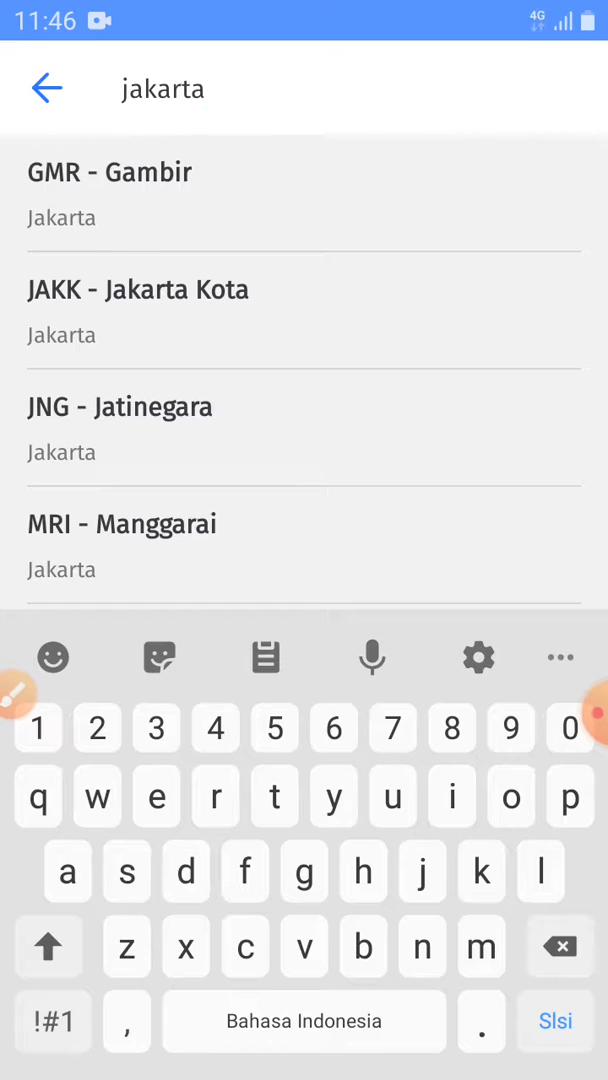 11:46
4G
jakarta
GMR - Gambir
Jakarta
JAKK - Jakarta Kota
Jakarta
JNG - Jatinegara
Jakarta
MRI - Manggarai
Jakarta
1 2 3 4 5 6 7 8 9 0
q w e r t y u i o p
a s d f g h j k l
z x c v b n m
!#1 , Bahasa Indonesia . Slsi